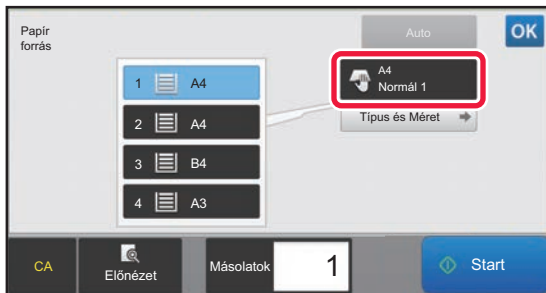 Papír
forrás
Auto
OK
1 A4
2 A4
3 B4
4 A3
A4
Normál 1
Típus és Méret
CA
Előnézet
Másolatok
1
Start